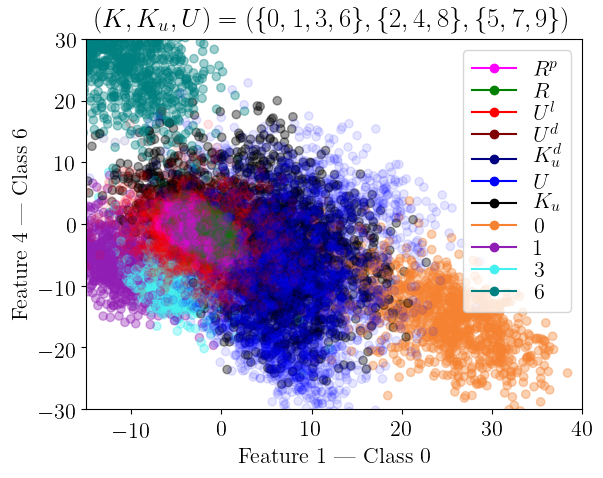 (K, K_u, U) = ({0, 1, 3, 6}, {2, 4, 8}, {5, 7, 9})
30
20
10
0
−10
−20
−30
Feature 4 — Class 6
R^p
R
U^l
U^d
K_u^d
U
K_u
0
1
3
6
−10
0
10
20
30
40
Feature 1 — Class 0